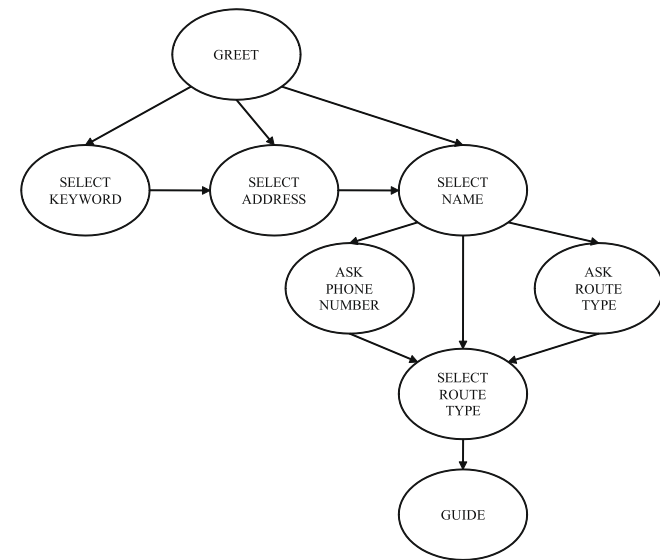 GREET
SELECT
KEYWORD
SELECT
ADDRESS
SELECT
NAME
ASK
PHONE
NUMBER
ASK
ROUTE
TYPE
SELECT
ROUTE
TYPE
GUIDE